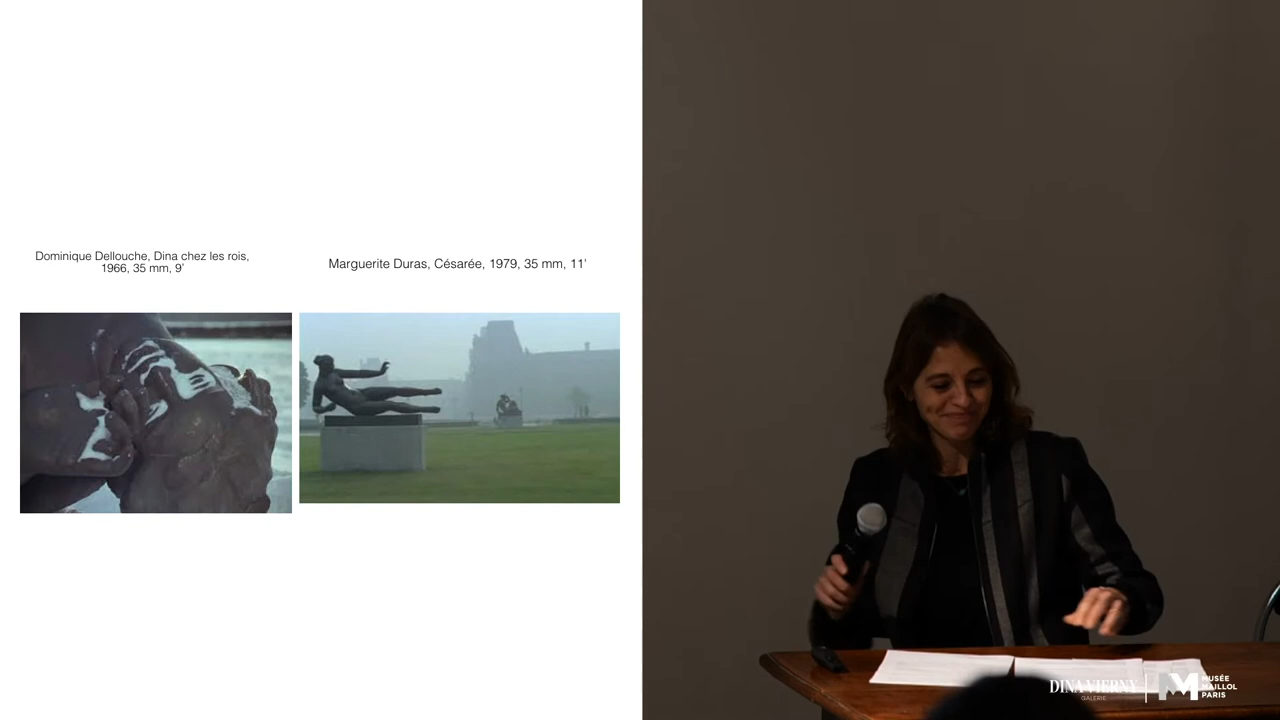 Dominique Dellouche, Dina chez les rois,
1966, 35 mm, 9'
Marguerite Duras, Césarée, 1979, 35 mm, 11'
DINA VIERNY
GALERIE
MUSÉE
MAILLOL
PARIS